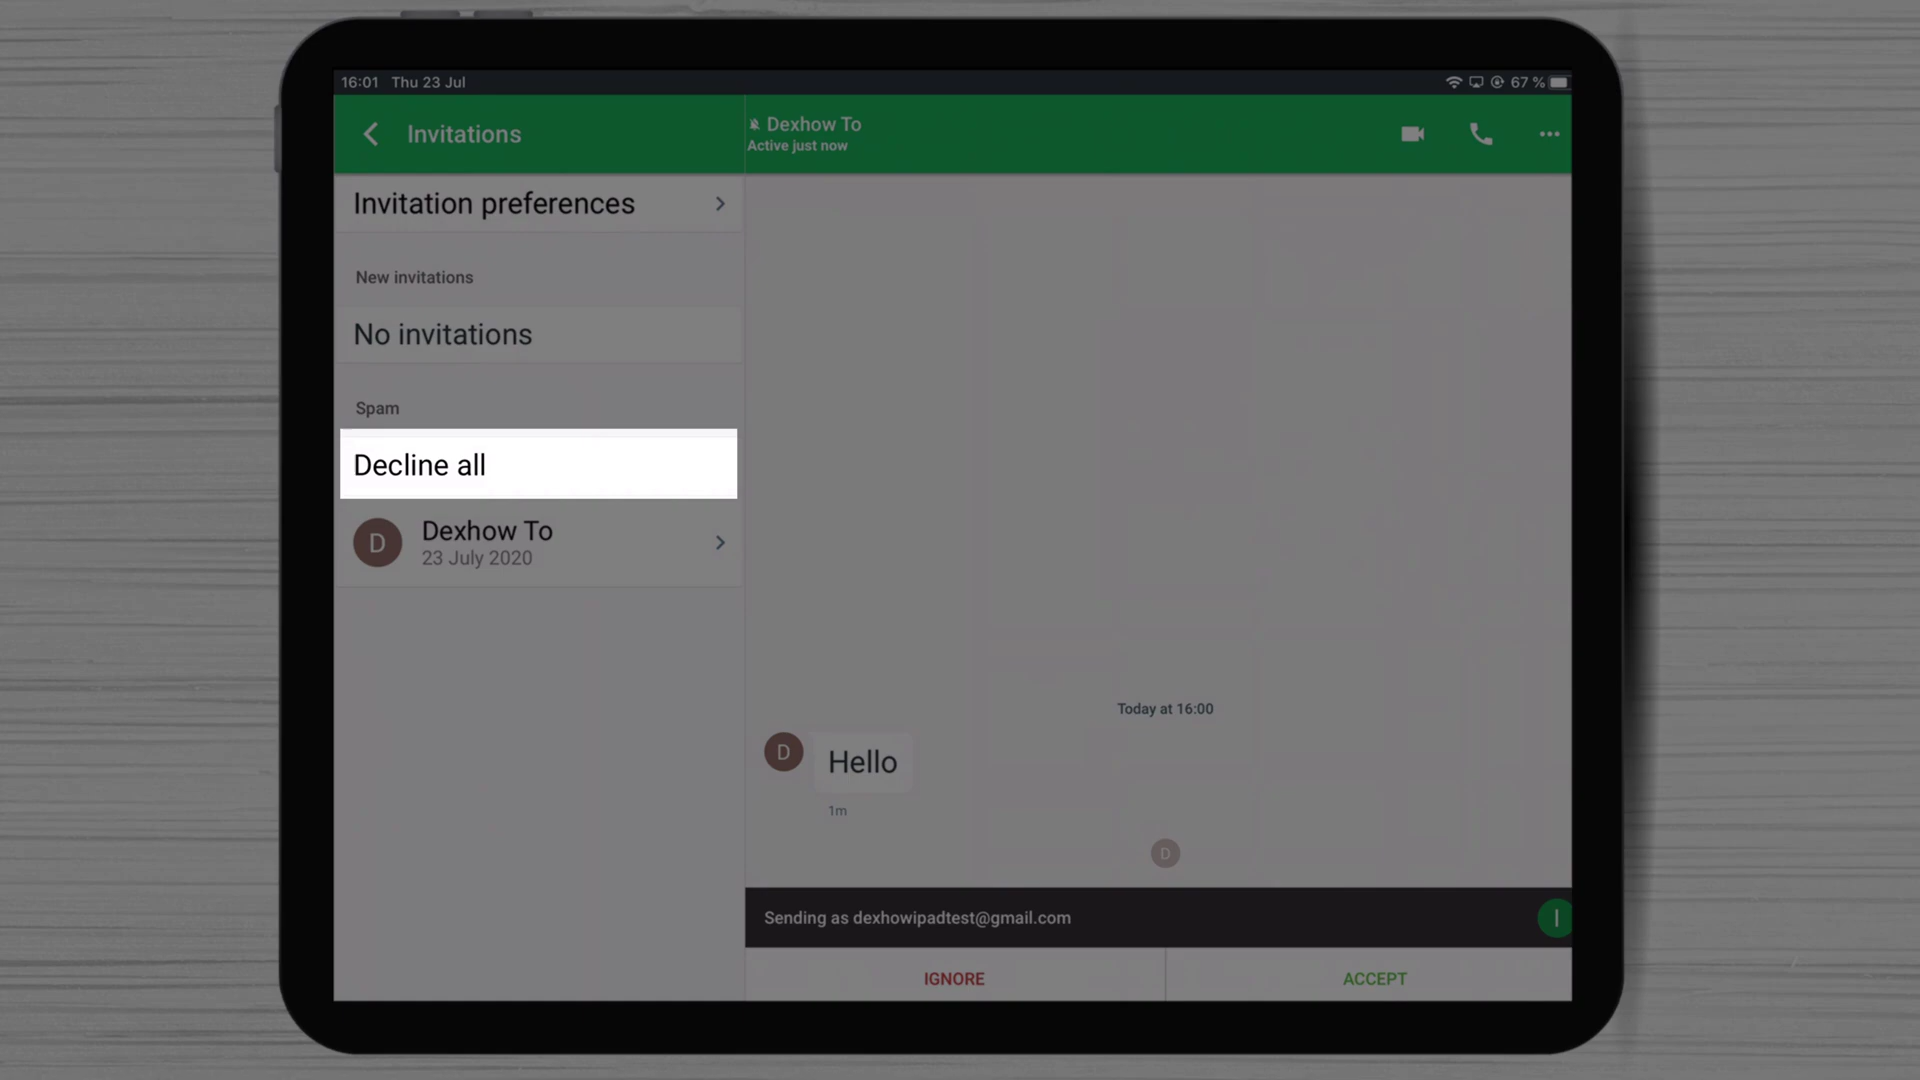 16:01 Thu 23 Jul
67 %
Invitations
Dexhow To
Active just now
Invitation preferences
New invitations
No invitations
Spam
Decline all
D
Dexhow To
23 July 2020
Today at 16:00
D
Hello
1m
D
Sending as dexhowipadtest@gmail.com
I
IGNORE
ACCEPT